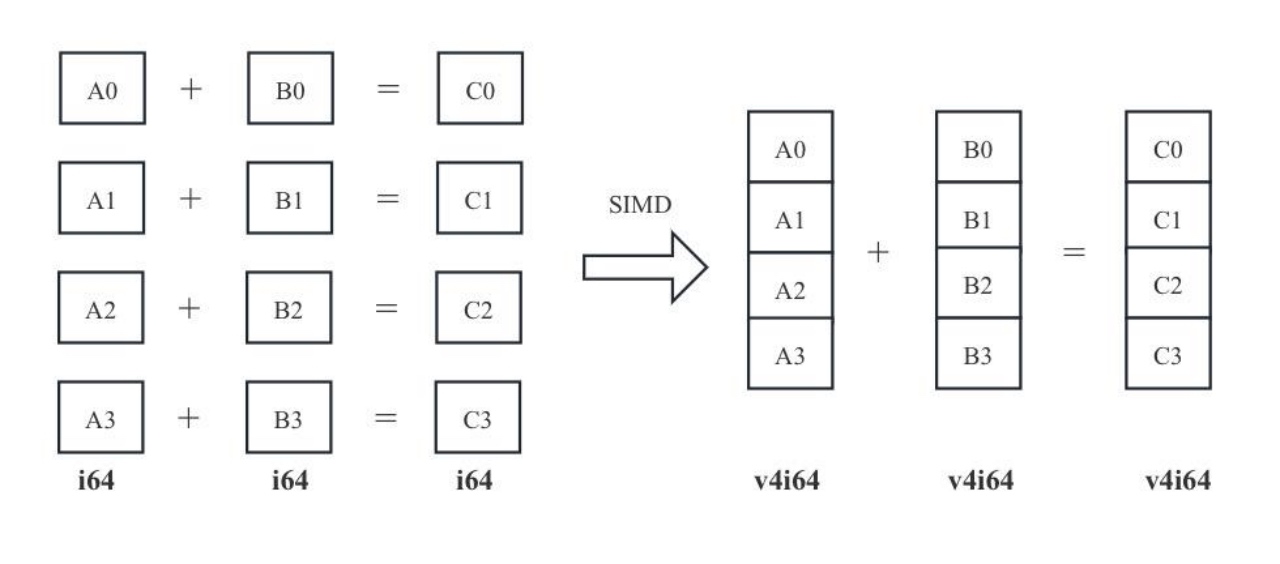 A0 + B0 = C0
A1 + B1 = C1
A2 + B2 = C2
A3 + B3 = C3
i64 i64 i64
SIMD
A0 B0 C0
A1 B1 C1
+ =
A2 B2 C2
A3 B3 C3
v4i64 v4i64 v4i64